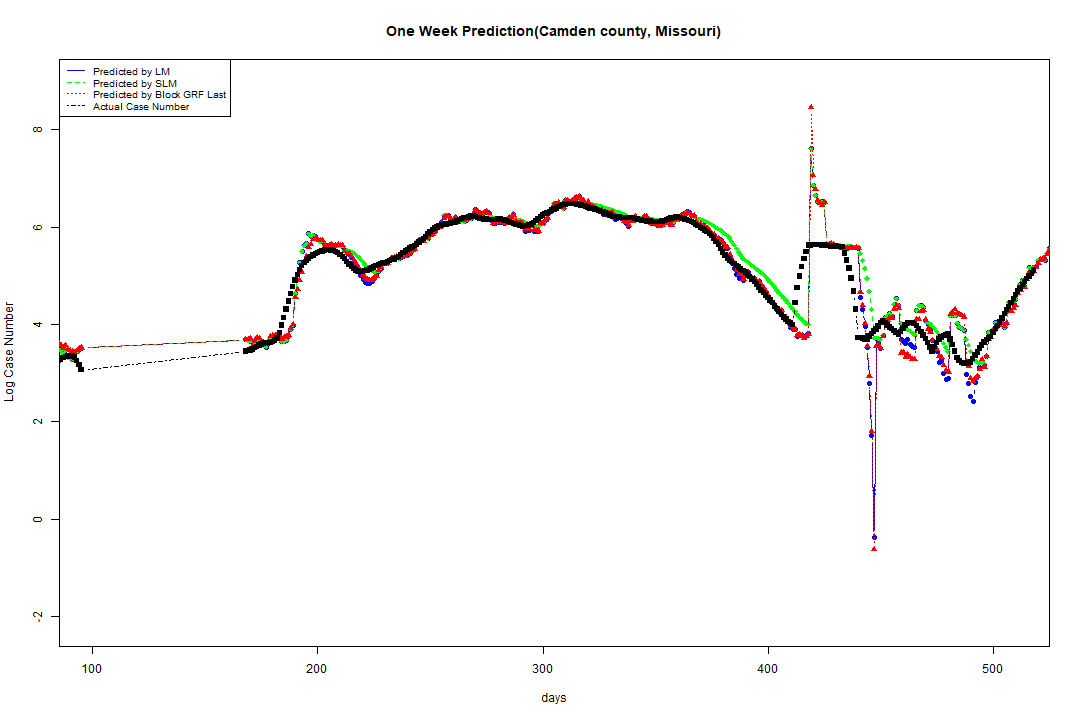 One Week Prediction(Camden county, Missouri)
Predicted by LM
Predicted by SLM
Predicted by Block GRF Last
Actual Case Number
8
6
4
2
0
-2
Log Case Number
100 200 300 400 500
days